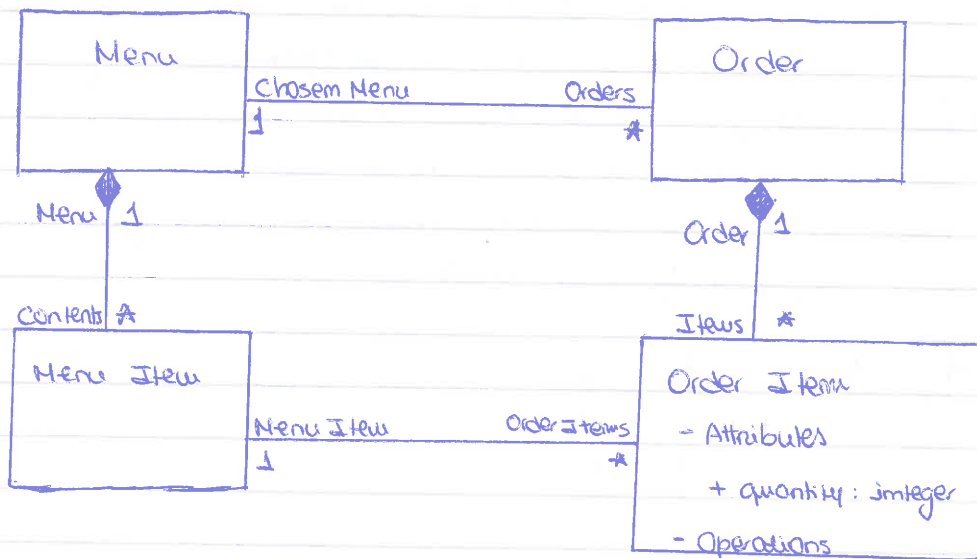 Menu
Order
Chosem Menu
Orders
1
*
Menu
1
Order
1
Contents *
Items *
Menu Item
Order Item
- Attributes
+ quantity : imteger
- Operations
Menu Item
Order Items
1
*